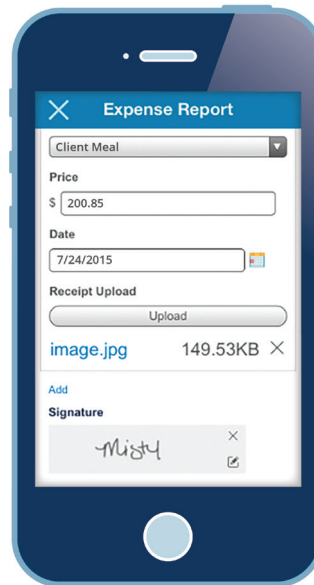 Expense Report
Client Meal
Price
$ 200.85
Date
7/24/2015
Receipt Upload
Upload
image.jpg 149.53KB
Add
Signature
Misty